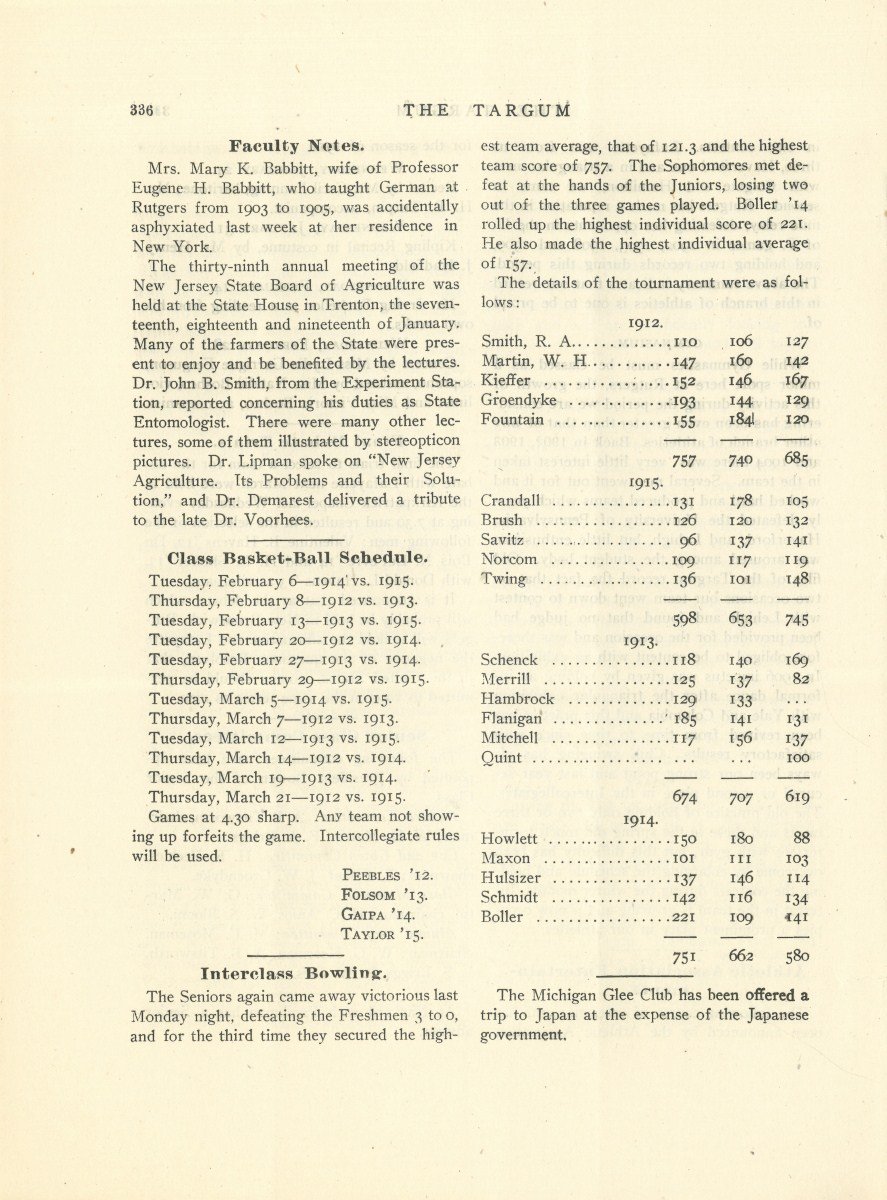 336
THE TARGUM
Faculty Notes.
Mrs. Mary K. Babbitt, wife of Professor
Eugene H. Babbitt, who taught German at
Rutgers from 1903 to 1905, was accidentally
asphyxiated last week at her residence in
New York.
The thirty-ninth annual meeting of the
New Jersey State Board of Agriculture was
held at the State House in Trenton, the seven-
teenth, eighteenth and nineteenth of January.
Many of the farmers of the State were pres-
ent to enjoy and be benefited by the lectures.
Dr. John B. Smith, from the Experiment Sta-
tion, reported concerning his duties as State
Entomologist. There were many other lec-
tures, some of them illustrated by stereopticon
pictures. Dr. Lipman spoke on "New Jersey
Agriculture. Its Problems and their Solu-
tion," and Dr. Demarest delivered a tribute
to the late Dr. Voorhees.
Class Basket-Ball Schedule.
Tuesday, February 6—1914 vs. 1915.
Thursday, February 8—1912 vs. 1913.
Tuesday, February 13—1913 vs. 1915.
Tuesday, February 20—1912 vs. 1914.
Tuesday, February 27—1913 vs. 1914.
Thursday, February 29—1912 vs. 1915.
Tuesday, March 5—1914 vs. 1915.
Thursday, March 7—1912 vs. 1913.
Tuesday, March 12—1913 vs. 1915.
Thursday, March 14—1912 vs. 1914.
Tuesday, March 19—1913 vs. 1914.
Thursday, March 21—1912 vs. 1915.
Games at 4.30 sharp. Any team not show-
ing up forfeits the game. Intercollegiate rules
will be used.
PEEBLES '12.
FOLSOM '13.
GAIPA '14.
TAYLOR '15.
Interclass Bowling.
The Seniors again came away victorious last
Monday night, defeating the Freshmen 3 to 0,
and for the third time they secured the high-
est team average, that of 121.3 and the highest
team score of 757. The Sophomores met de-
feat at the hands of the Juniors, losing two
out of the three games played. Boller '14
rolled up the highest individual score of 221.
He also made the highest individual average
of 157.
The details of the tournament were as fol-
lows:
1912.
Smith, R. A.............110 106 127
Martin, W. H...........147 160 142
Kieffer ................152 146 167
Groendyke .............193 144 129
Fountain ...............155 184 120
757 740 685
1915.
Crandall ...............131 178 105
Brush .................126 120 132
Savitz ................. 96 137 141
Norcom ................109 117 119
Twing .................136 101 148
598 653 745
1913.
Schenck ...............118 140 169
Merrill ................125 137 82
Hambrock ..............129 133 ...
Flanigan ..............185 141 131
Mitchell ...............117 156 137
Quint ................. ... ... 100
674 707 619
1914.
Howlett ................150 180 88
Maxon ................101 111 103
Hulsizer ...............137 146 114
Schmidt ...............142 116 134
Boller .................221 109 141
751 662 580
The Michigan Glee Club has been offered a
trip to Japan at the expense of the Japanese
government.